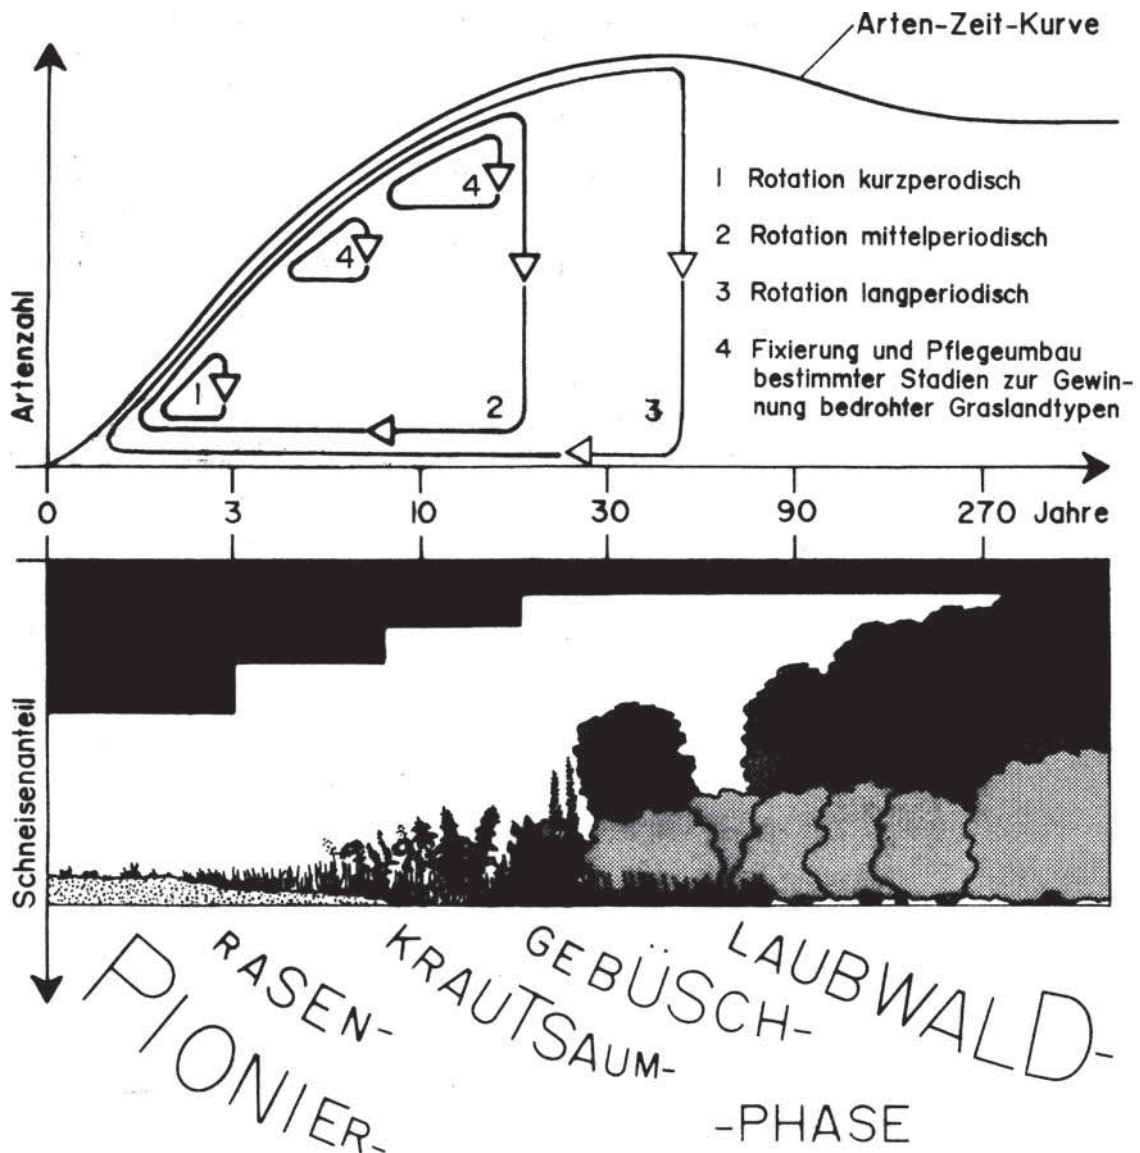 Arten-Zeit-Kurve
Artenzahl
4
4
1
2
3
1 Rotation kurzperodisch
2 Rotation mittelperiodisch
3 Rotation langperiodisch
4 Fixierung und Pflegeumbau
bestimmter Stadien zur Gewin-
nung bedrohter Graslandtypen
0 3 10 30 90 270 Jahre
Schneisenanteil
PIONIER-
RASEN-
KRAUTSAUM-
GEBÜSCH-
LAUBWALD-
-PHASE